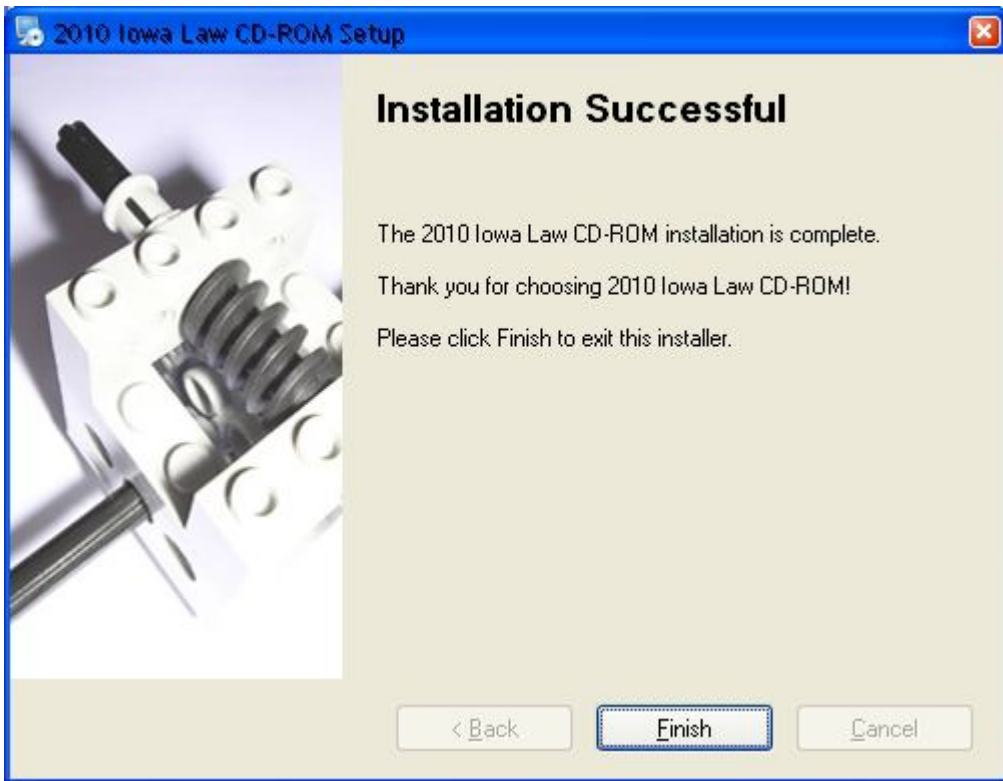 2010 Iowa Law CD-ROM Setup
Installation Successful
The 2010 Iowa Law CD-ROM installation is complete.
Thank you for choosing 2010 Iowa Law CD-ROM!
Please click Finish to exit this installer.
< Back Finish Cancel